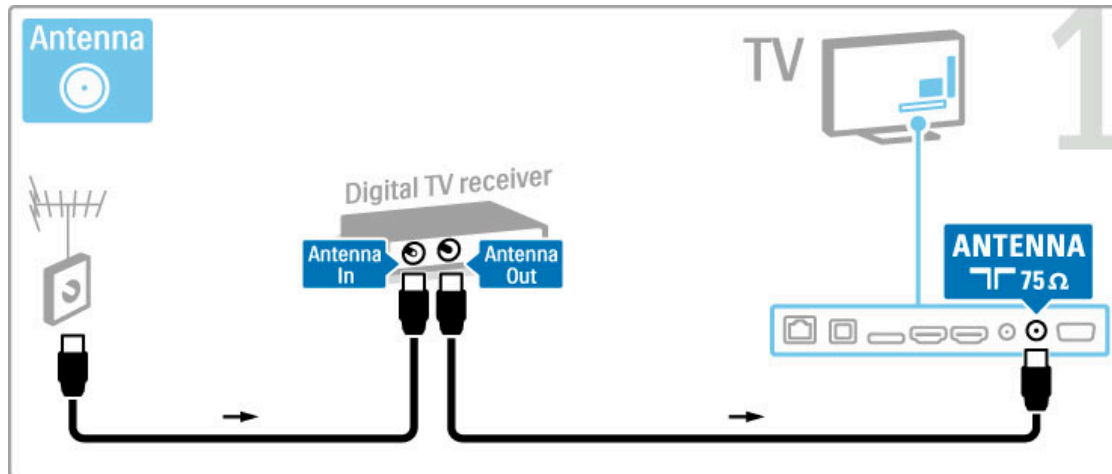 Antenna
TV
1
Digital TV receiver
Antenna
In
Antenna
Out
ANTENNA
75 Ω